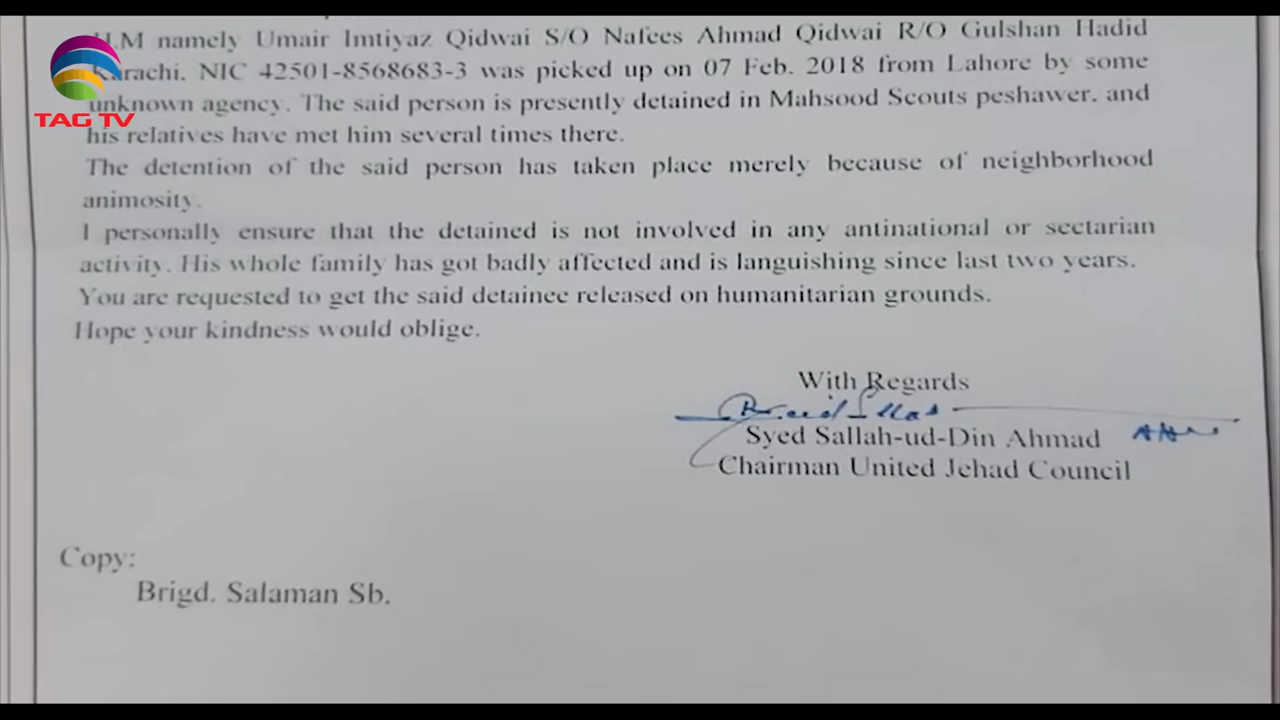 H.M namely Umair Imtiyaz Qidwai S/O Nafees Ahmad Qidwai R/O Gulshan Hadid
Karachi. NIC 42501-8568683-3 was picked up on 07 Feb. 2018 from Lahore by some
unknown agency. The said person is presently detained in Mahsood Scouts peshawer. and
his relatives have met him several times there.
The detention of the said person has taken place merely because of neighborhood
animosity.
I personally ensure that the detained is not involved in any antinational or sectarian
activity. His whole family has got badly affected and is languishing since last two years.
You are requested to get the said detainee released on humanitarian grounds.
Hope your kindness would oblige.
With Regards
Syed Sallah-ud-Din Ahmad
Chairman United Jehad Council
Copy:
Brigd. Salaman Sb.
TAG TV